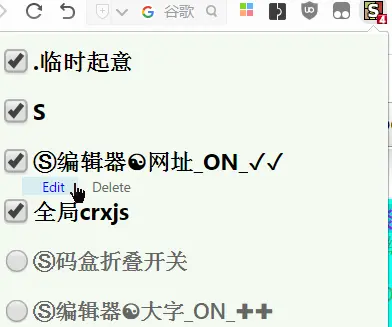 谷歌
S 4
.临时起意
S
Ⓢ编辑器☯网址_ON_✓✓
Edit Delete
全局crxjs
Ⓢ码盒折叠开关
Ⓢ编辑器☯大字_ON_✚✚